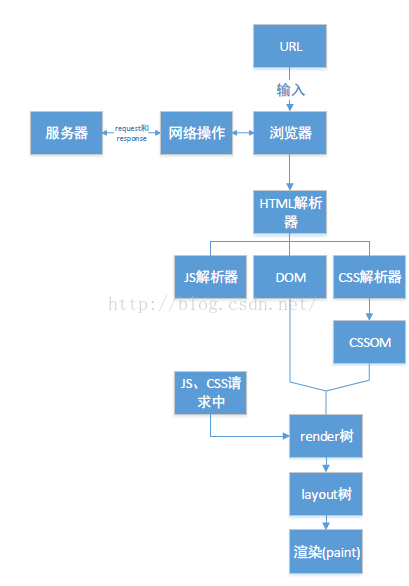 URL
输入
服务器
request和
response
网络操作
浏览器
HTML解析
器
JS解析器
DOM
CSS解析器
http://blog.csdn.net/
CSSOM
JS、CSS请
求中
render树
layout树
渲染(paint)